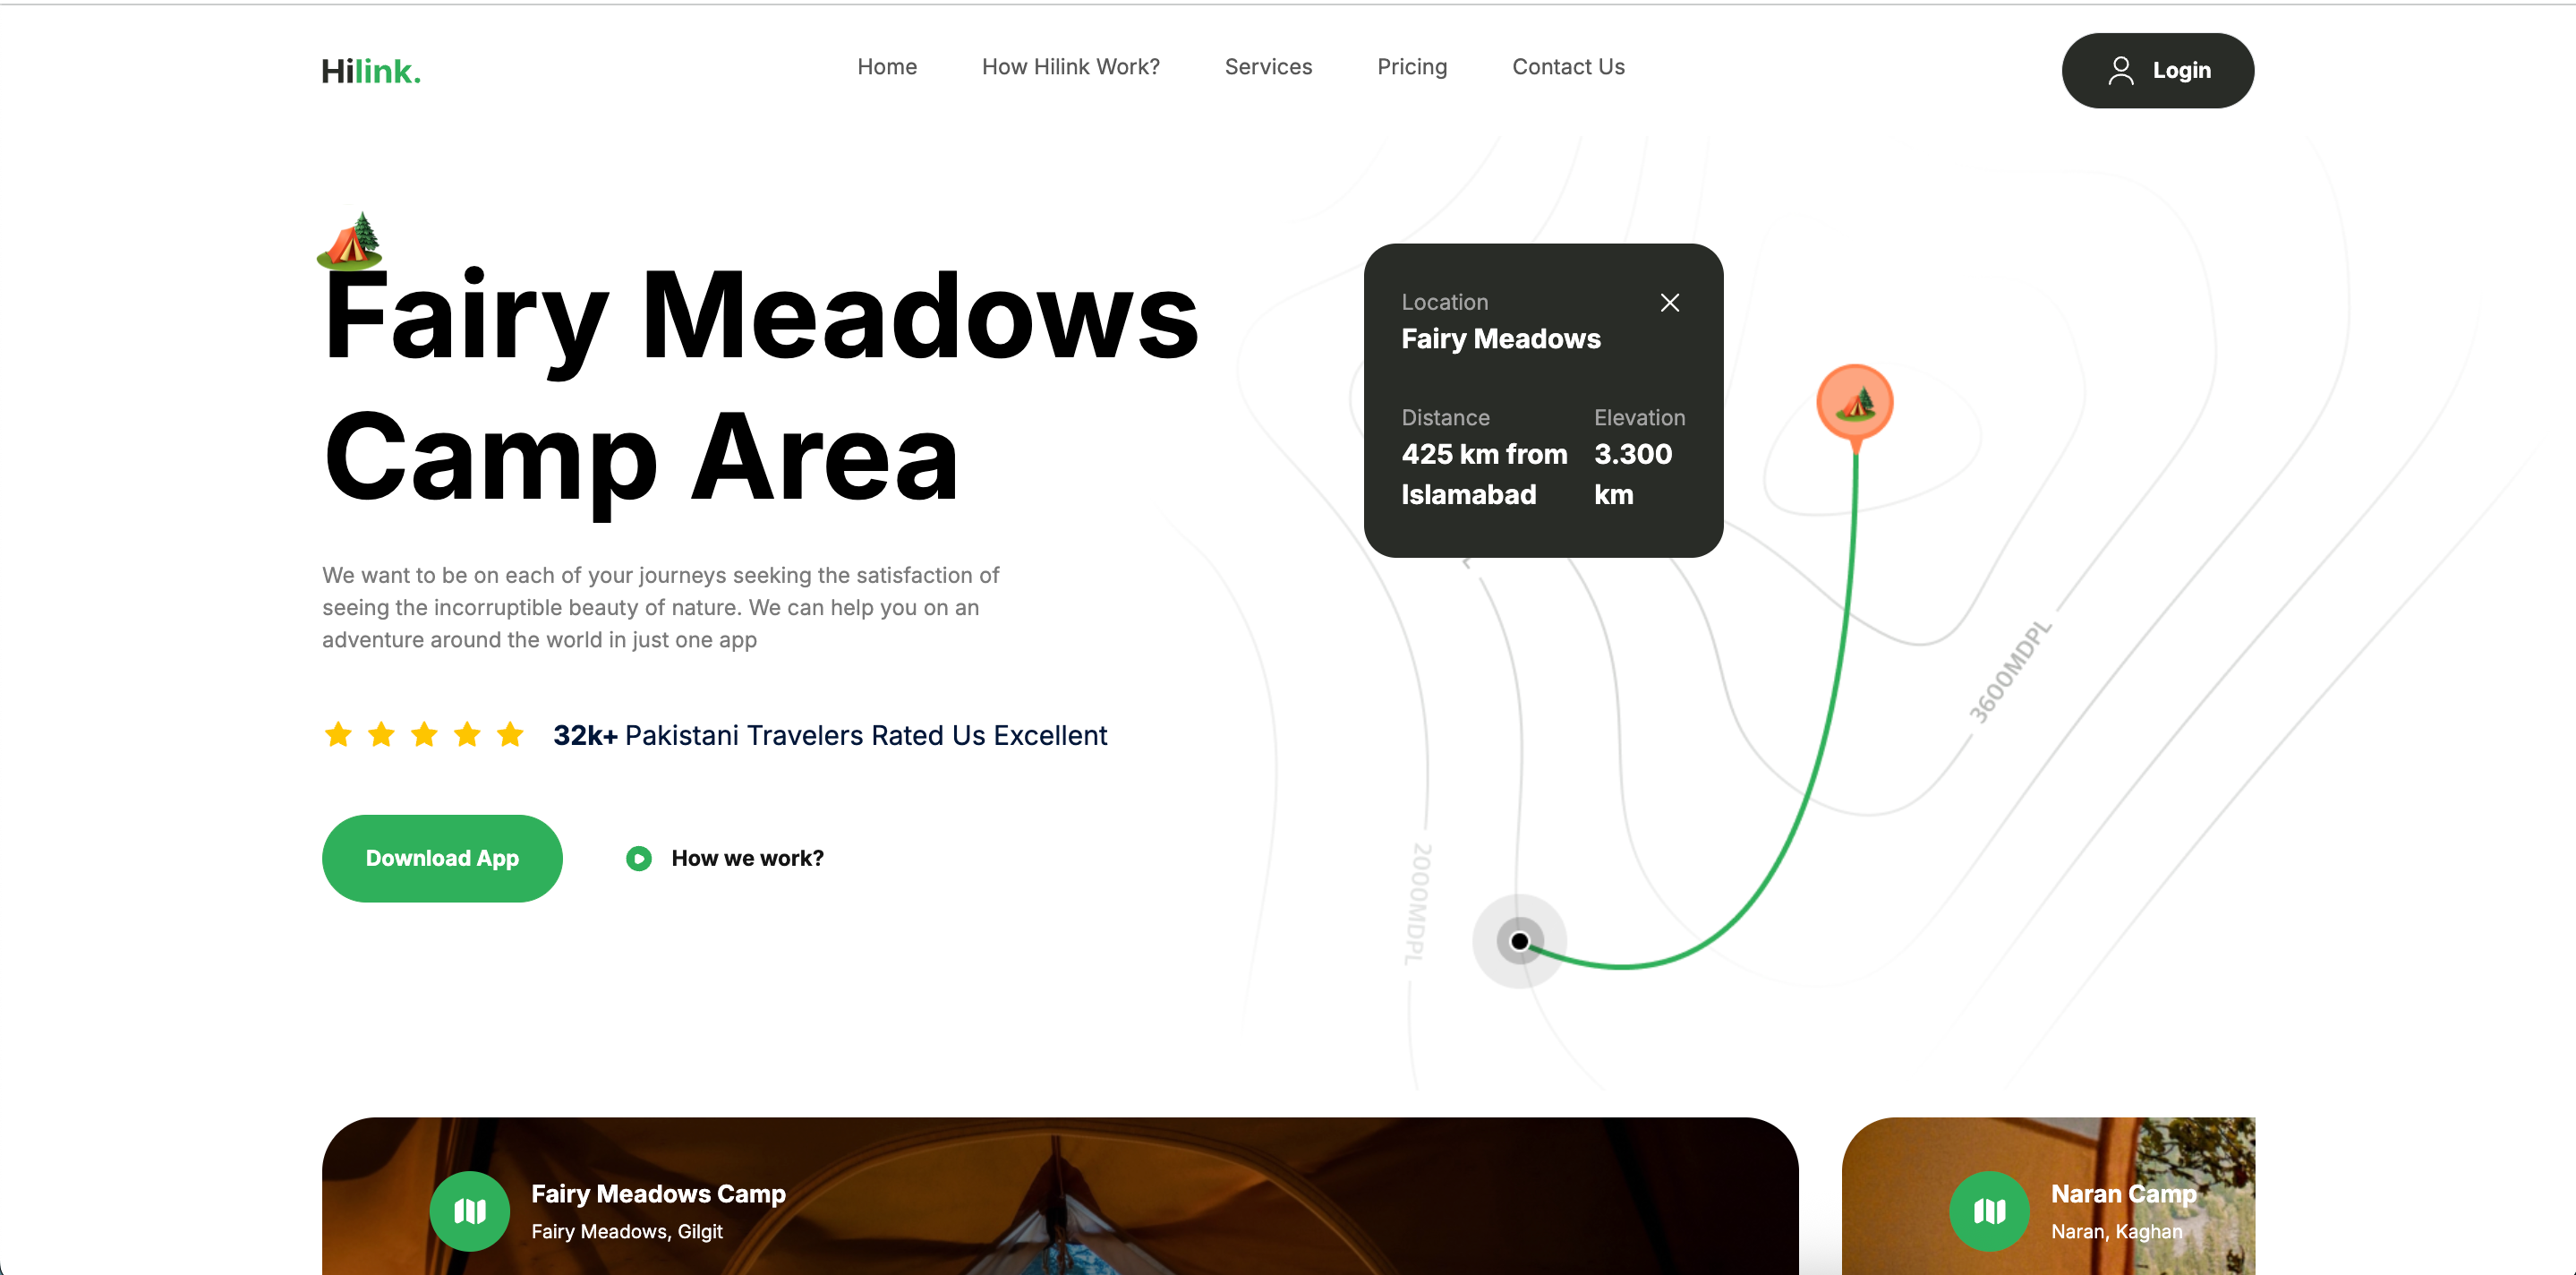 Hilink.
Home
How Hilink Work?
Services
Pricing
Contact Us
Login
Fairy Meadows
Camp Area
We want to be on each of your journeys seeking the satisfaction of
seeing the incorruptible beauty of nature. We can help you on an
adventure around the world in just one app
32k+ Pakistani Travelers Rated Us Excellent
Download App
How we work?
Location
Fairy Meadows
Distance
425 km from
Islamabad
Elevation
3.300
km
3600MDPL
2000MDPL
Fairy Meadows Camp
Fairy Meadows, Gilgit
Naran Camp
Naran, Kaghan